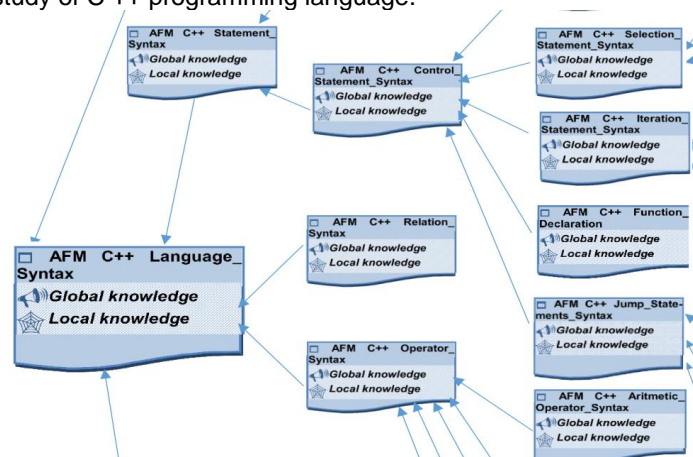 study of C ++ programming language.
AFM C++ Statement_
Syntax
Global knowledge
Local knowledge
AFM C++ Control_
Statement_Syntax
Global knowledge
Local knowledge
AFM C++ Selection_
Statement_Syntax
Global knowledge
Local knowledge
AFM C++ Iteration_
Statement_Syntax
Global knowledge
Local knowledge
AFM C++ Relation_
Syntax
Global knowledge
Local knowledge
AFM C++ Function_
Declaration
Global knowledge
Local knowledge
AFM C++ Language_
Syntax
Global knowledge
Local knowledge
AFM C++ Jump_State-
ments_Syntax
Global knowledge
Local knowledge
AFM C++ Operator_
Syntax
Global knowledge
Local knowledge
AFM C++ Aritmetic_
Operator_Syntax
Global knowledge
Local knowledge